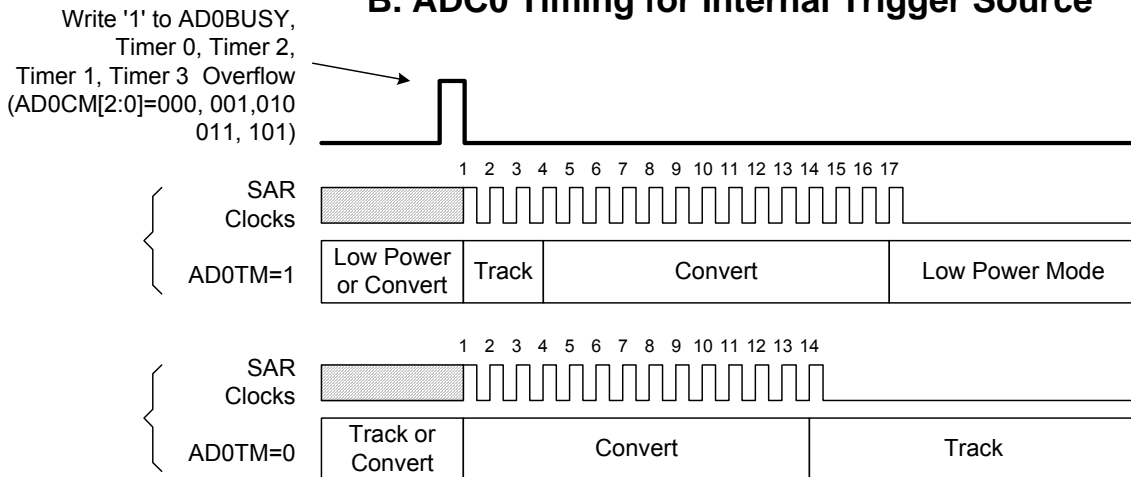 B. ADC0 Timing for Internal Trigger Source
Write '1' to AD0BUSY,
Timer 0, Timer 2,
Timer 1, Timer 3 Overflow
(AD0CM[2:0]=000, 001,010
011, 101)
1 2 3 4 5 6 7 8 9 10 11 12 13 14 15 16 17
SAR
Clocks
AD0TM=1
Low Power
or Convert
Track
Convert
Low Power Mode
1 2 3 4 5 6 7 8 9 10 11 12 13 14
SAR
Clocks
AD0TM=0
Track or
Convert
Convert
Track